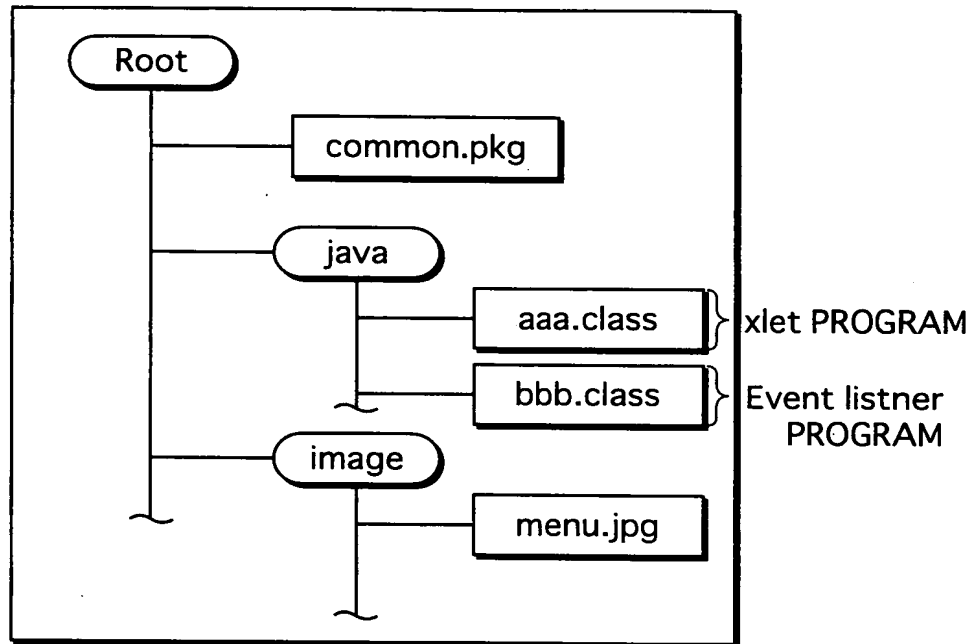 Root
common.pkg
java
aaa.class
xlet PROGRAM
bbb.class
Event listner
PROGRAM
image
menu.jpg